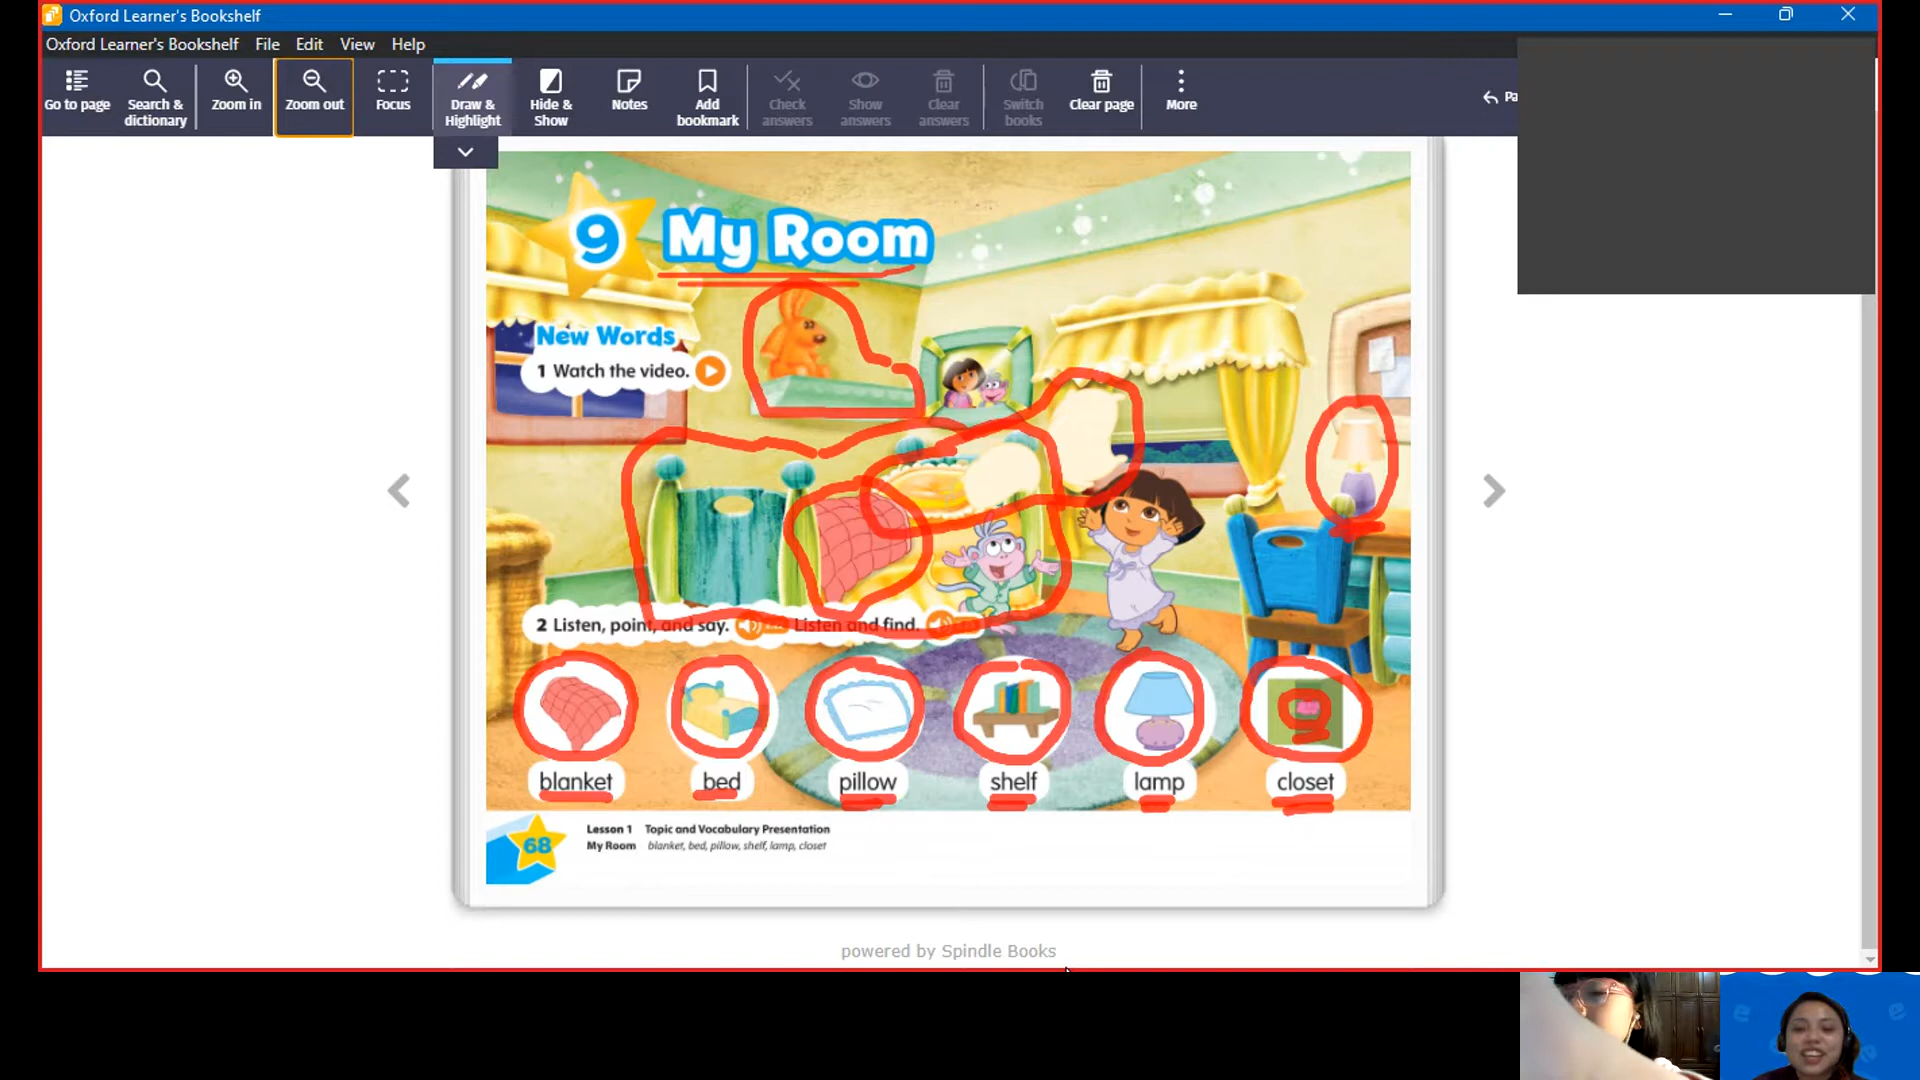 Oxford Learner's Bookshelf
Oxford Learner's Bookshelf File Edit View Help
Go to page
Search & dictionary
Zoom in
Zoom out
Focus
Draw & Highlight
Hide & Show
Notes
Add bookmark
Check answers
Show answers
Clear answers
Switch books
Clear page
More
Pa
9 My Room
New Words
1 Watch the video.
2 Listen, point, and say. Listen and find.
blanket bed pillow shelf lamp closet
68
Lesson 1 Topic and Vocabulary Presentation
My Room blanket, bed, pillow, shelf, lamp, closet
powered by Spindle Books